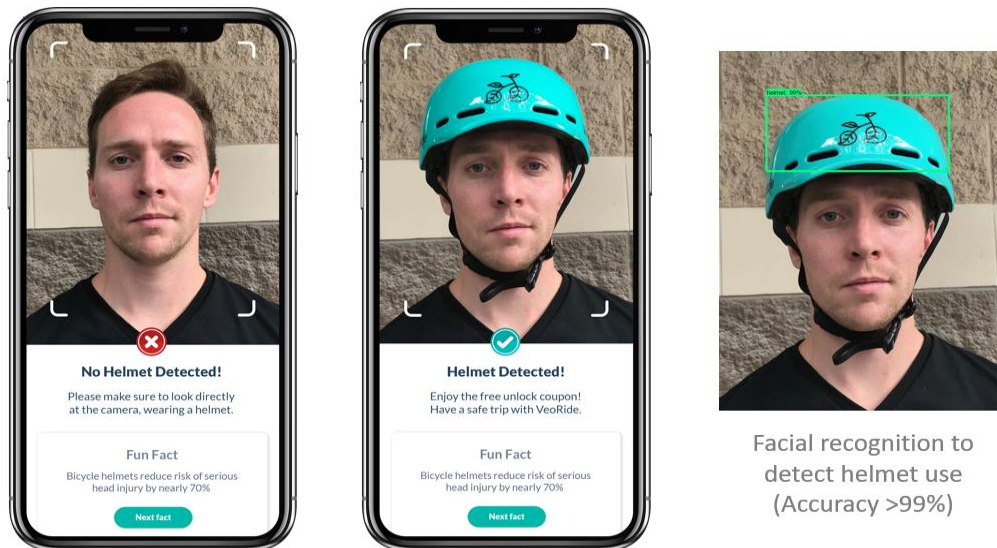 No Helmet Detected!
Please make sure to look directly
at the camera, wearing a helmet.
Fun Fact
Bicycle helmets reduce risk of serious
head injury by nearly 70%
Next fact
Helmet Detected!
Enjoy the free unlock coupon!
Have a safe trip with VeoRide.
Fun Fact
Bicycle helmets reduce risk of serious
head injury by nearly 70%
Next fact
helmet: 99%
Facial recognition to
detect helmet use
(Accuracy >99%)